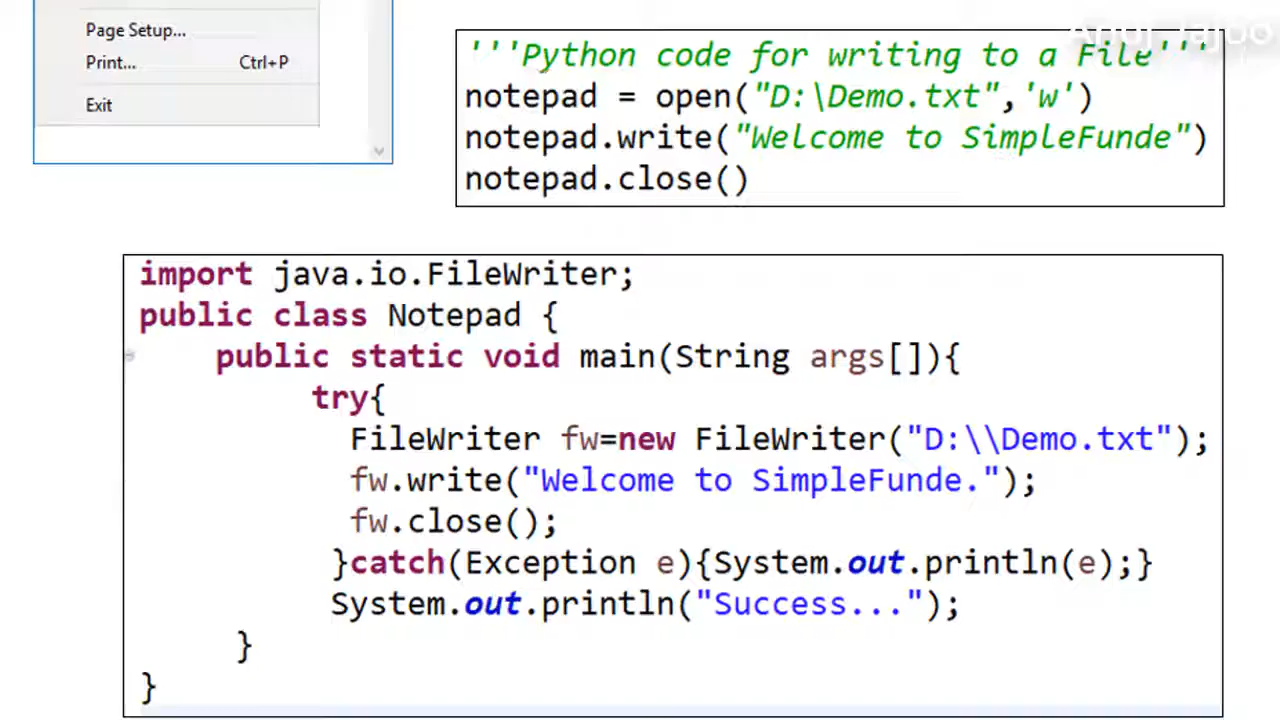 Page Setup...
Print... Ctrl+P
Exit
Anuj Jajoo
'''Python code for writing to a File'''
notepad = open("D:\Demo.txt",'w')
notepad.write("Welcome to SimpleFunde")
notepad.close()
import java.io.FileWriter;
public class Notepad {
public static void main(String args[]){
try{
FileWriter fw=new FileWriter("D:\\Demo.txt");
fw.write("Welcome to SimpleFunde.");
fw.close();
}catch(Exception e){System.out.println(e);}
System.out.println("Success...");
}
}